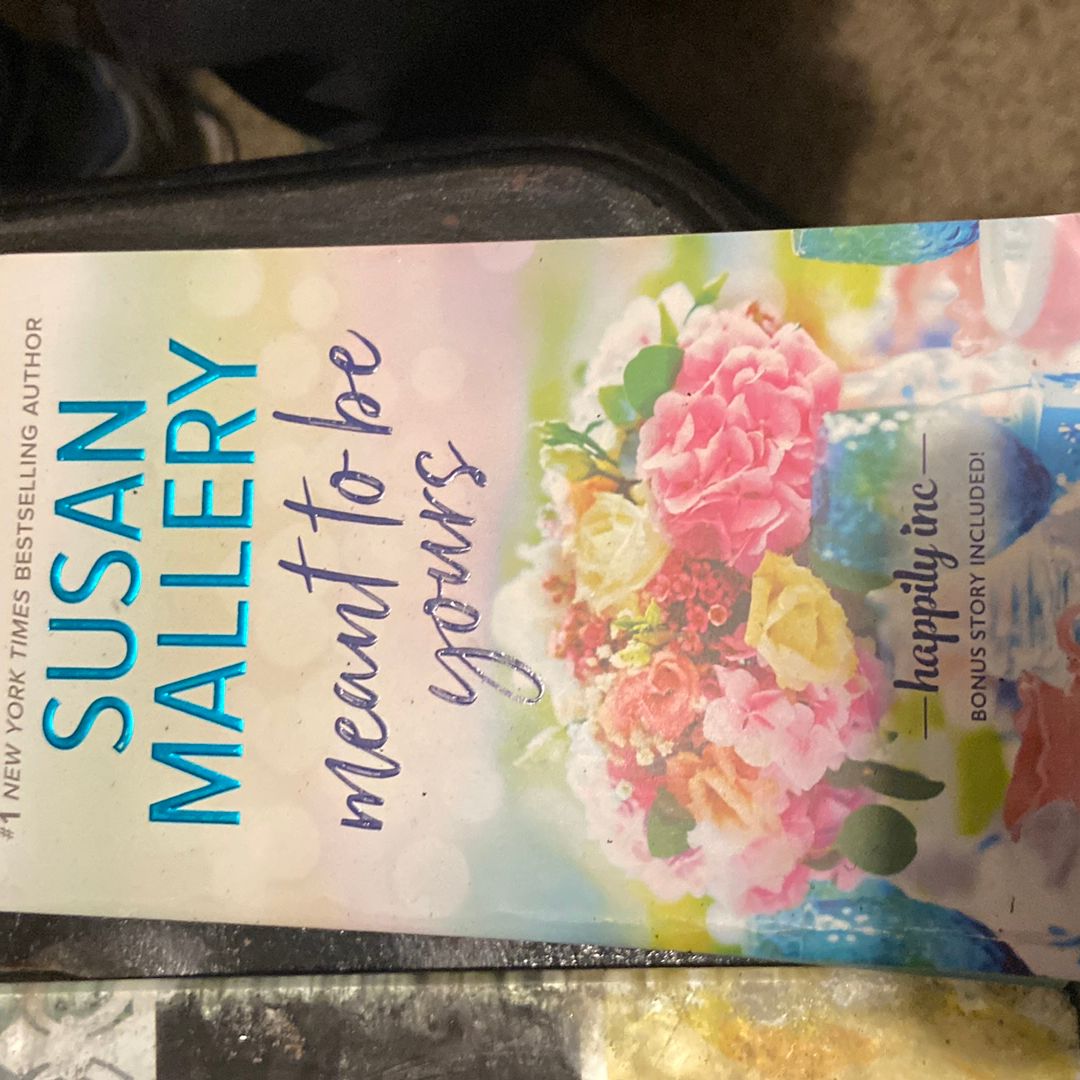 #1 NEW YORK TIMES BESTSELLING AUTHOR
SUSAN
MALLERY
meant to be
yours
happily inc
BONUS STORY INCLUDED!